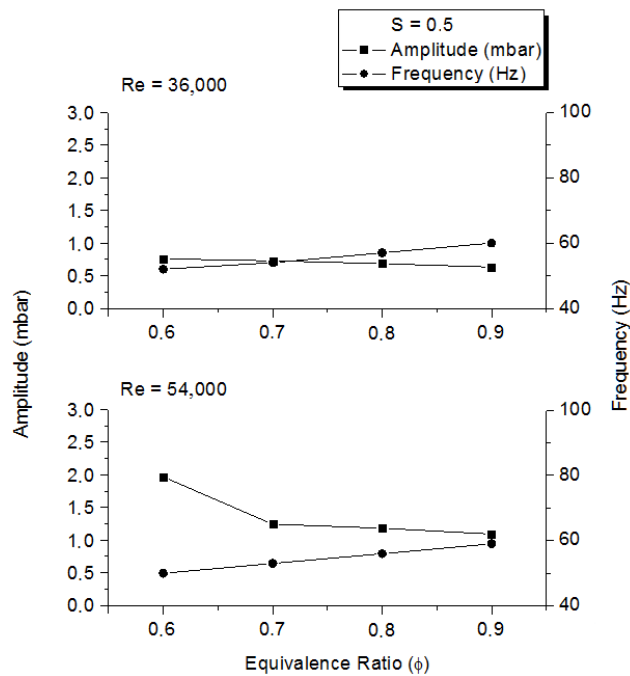 S = 0.5
Amplitude (mbar)
Frequency (Hz)
Re = 36,000
3.0
2.5
2.0
1.5
1.0
0.5
0.0
100
80
60
40
0.6 0.7 0.8 0.9
Amplitude (mbar)
Frequency (Hz)
Re = 54,000
3.0
2.5
2.0
1.5
1.0
0.5
0.0
100
80
60
40
0.6 0.7 0.8 0.9
Equivalence Ratio (ϕ)